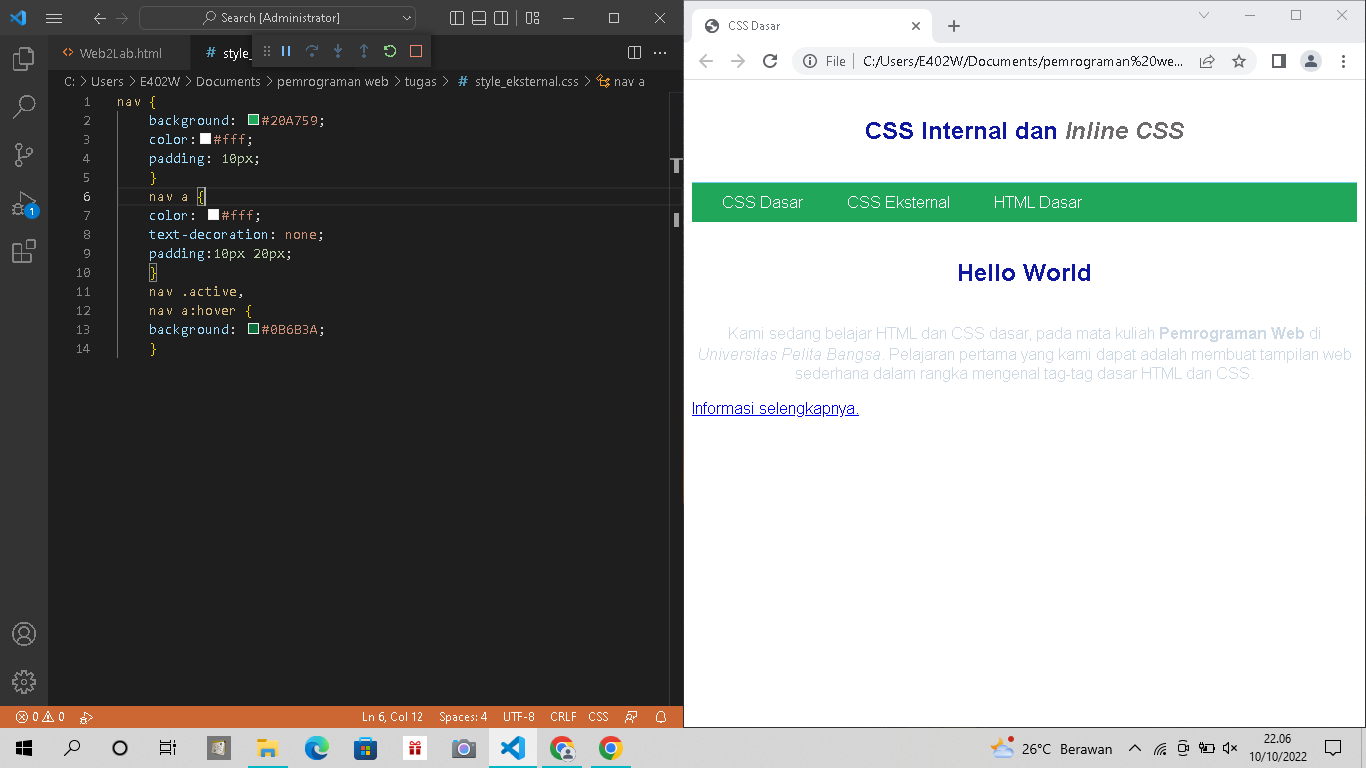 Search [Administrator]
Web2Lab.html
style_
C: > Users > E402W > Documents > pemrograman web > tugas > # style_eksternal.css > nav a
1 nav {
2 background: #20A759;
3 color: #fff;
4 padding: 10px;
5 }
6 nav a {
7 color: #fff;
8 text-decoration: none;
9 padding:10px 20px;
10 }
11 nav .active,
12 nav a:hover {
13 background: #0B6B3A;
14 }
1
0 0
Ln 6, Col 12 Spaces: 4 UTF-8 CRLF CSS
CSS Dasar
File C:/Users/E402W/Documents/pemrograman%20we...
CSS Internal dan Inline CSS
CSS Dasar CSS Eksternal HTML Dasar
Hello World
Kami sedang belajar HTML dan CSS dasar, pada mata kuliah Pemrograman Web di
Universitas Pelita Bangsa. Pelajaran pertama yang kami dapat adalah membuat tampilan web
sederhana dalam rangka mengenal tag-tag dasar HTML dan CSS.
Informasi selengkapnya.
26°C Berawan
22.06
10/10/2022